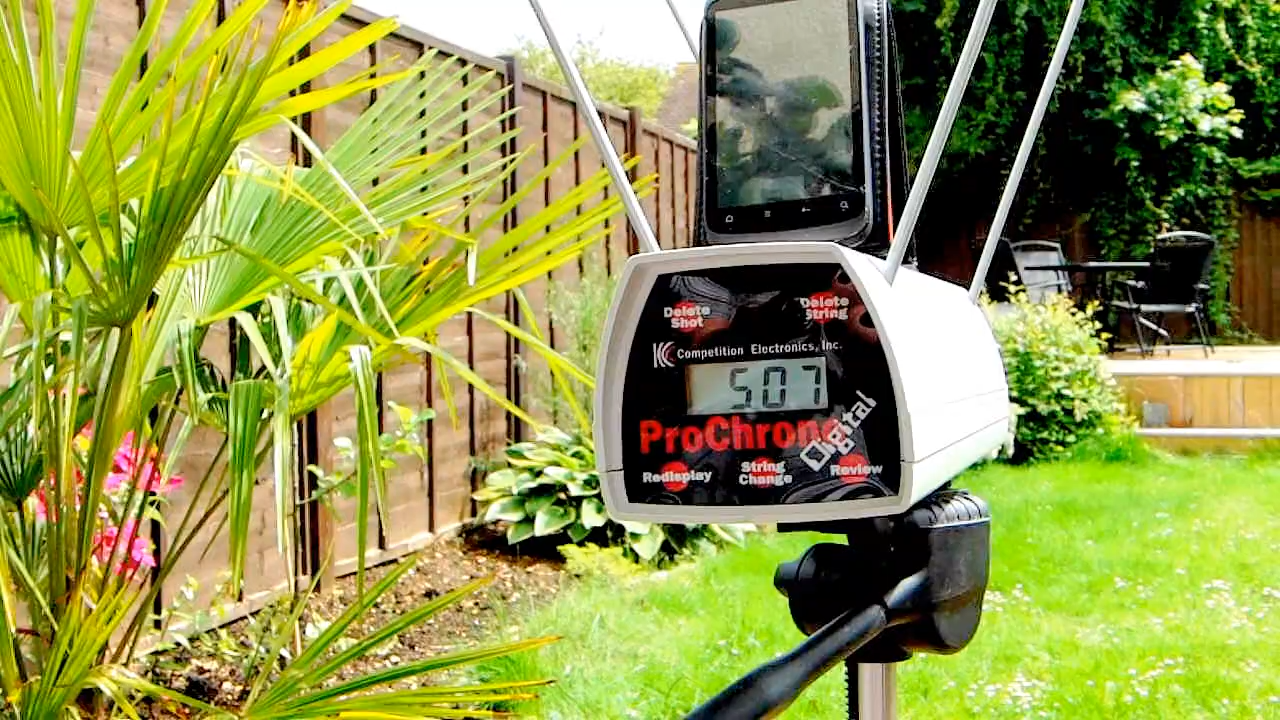 Delete Shot
Delete String
Competition Electronics, Inc.
507
ProChrono
Digital
Redisplay
String Change
Review